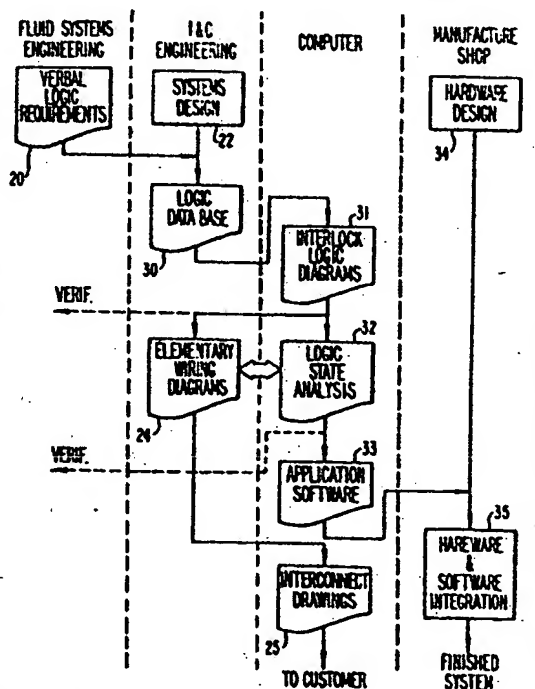 FLUID SYSTEMS
ENGINEERING
I&C
ENGINEERING
COMPUTER
MANUFACTURE
SHOP
VERBAL
LOGIC
REQUIREMENTS
20
SYSTEMS
DESIGN
22
HARDWARE
DESIGN
34
LOGIC
DATA BASE
30
31
INTERLOCK
LOGIC
DIAGRAMS
VERIF.
ELEMENTARY
WIRING
DIAGRAMS
24
32
LOGIC
STATE
ANALYSIS
VERIF.
33
APPLICATION
SOFTWARE
35
HAREWARE
&
SOFTWARE
INTEGRATION
INTERCONNECT
DRAWINGS
25
TO CUSTOMER
FINISHED
SYSTEM